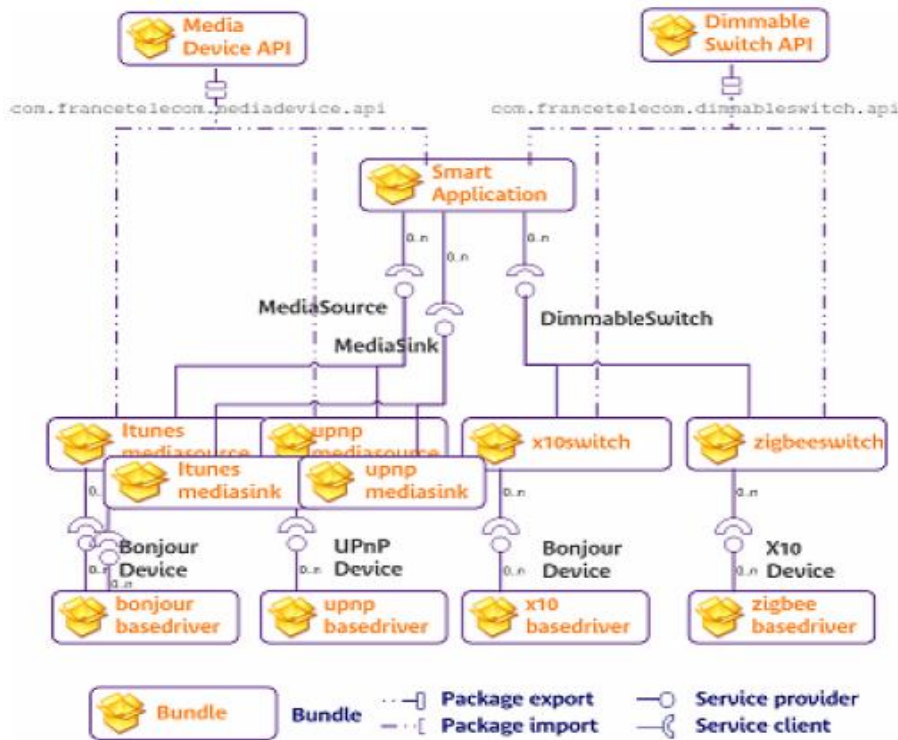 Media
Device API
Dimmable
Switch API
com.francetelecom.mediadevice.api
com.francetelecom.dimmableswitch.api
Smart
Application
0..n
0..n
0..n
MediaSource
MediaSink
DimmableSwitch
Itunes
mediasource
upnp
mediasource
x10switch
zigbeeswitch
Itunes
mediasink
upnp
mediasink
0..
0..n
0..n
0..n
0..n
Bonjour
Device
UPnP
Device
Bonjour
Device
X10
Device
0..n
0..n
0..n
0..n
0..n
bonjour
basedriver
upnp
basedriver
x10
basedriver
zigbee
basedriver
Bundle
Bundle
Package export
Package import
Service provider
Service client